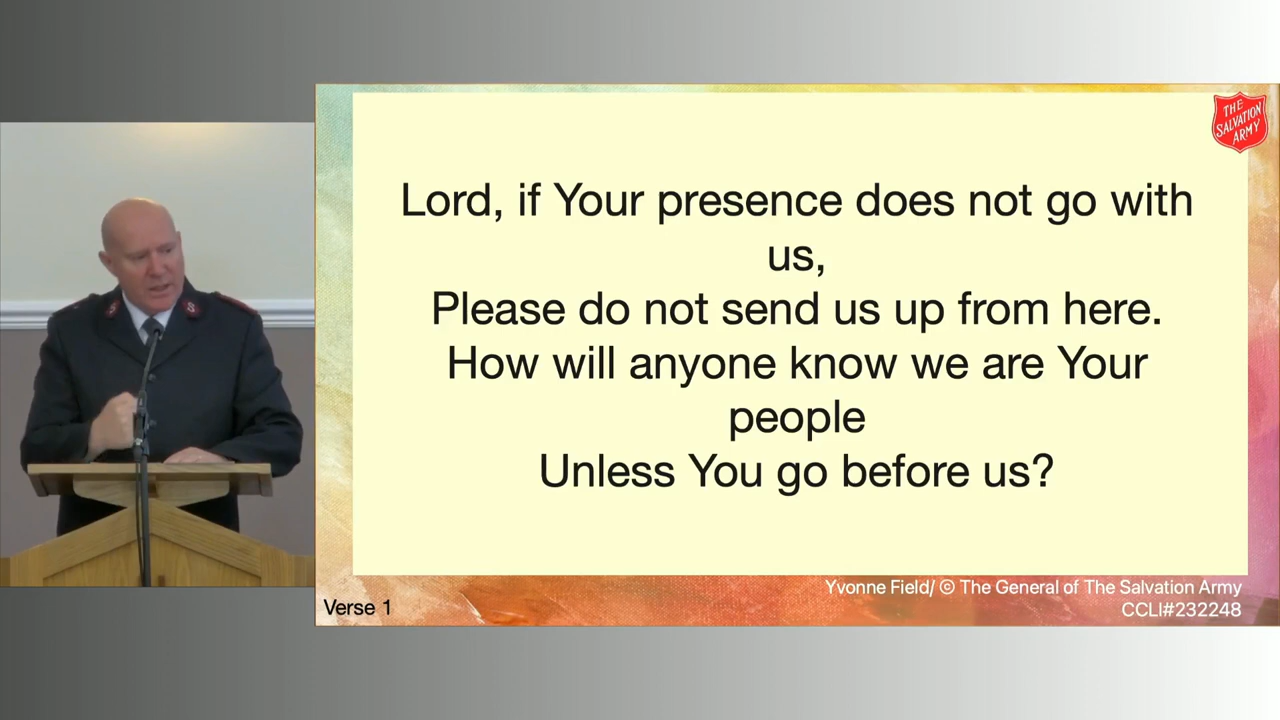 THE
SALVATION
ARMY
Lord, if Your presence does not go with
us,
Please do not send us up from here.
How will anyone know we are Your
people
Unless You go before us?
Yvonne Field/ © The General of The Salvation Army
Verse 1
CCLI#232248